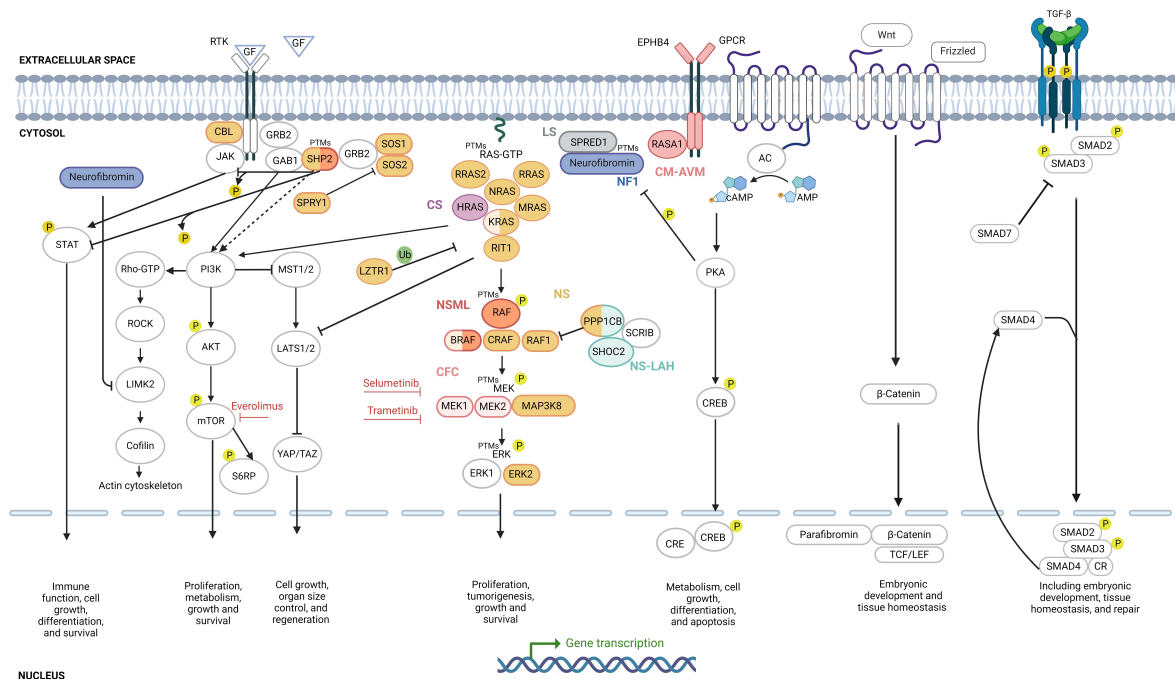 TGF-β
RTK
GF
GF
EPHB4
GPCR
Wnt
Frizzled
EXTRACELLULAR SPACE
P
P
CYTOSOL
CBL
JAK
GRB2
GAB1
PTMs
SHP2
GRB2
SOS1
SOS2
SPRY1
P
P
Neurofibromin
P
STAT
PTMs
RAS-GTP
RRAS2
RRAS
NRAS
HRAS
MRAS
KRAS
RIT1
CS
LS
SPRED1
PTMs
Neurofibromin
NF1
RASA1
CM-AVM
AC
cAMP
AMP
P
P
SMAD2
P
SMAD3
SMAD7
Rho-GTP
PI3K
MST1/2
LZTR1
Ub
PKA
ROCK
P
AKT
LATS1/2
NSML
PTMs
P
RAF
BRAF
CRAF
RAF1
NS
PPP1CB
SCRIB
SHOC2
NS-LAH
SMAD4
LIMK2
P
mTOR
Everolimus
CFC
Selumetinib
Trametinib
PTMs
MEK
P
MEK1
MEK2
MAP3K8
P
CREB
β-Catenin
Cofilin
Actin cytoskeleton
P
S6RP
YAP/TAZ
PTMs
ERK
P
ERK1
ERK2
CRE
CREB
P
Parafibromin
β-Catenin
TCF/LEF
SMAD2
P
SMAD3
P
SMAD4
CR
Immune
function, cell
growth,
differentiation,
and survival
Proliferation,
metabolism,
growth and
survival
Cell growth,
organ size
control, and
regeneration
Proliferation,
tumorigenesis,
growth and
survival
Metabolism, cell
growth,
differentiation,
and apoptosis
Embryonic
development and
tissue homeostasis
Including embryonic
development, tissue
homeostasis, and repair
Gene transcription
NUCLEUS